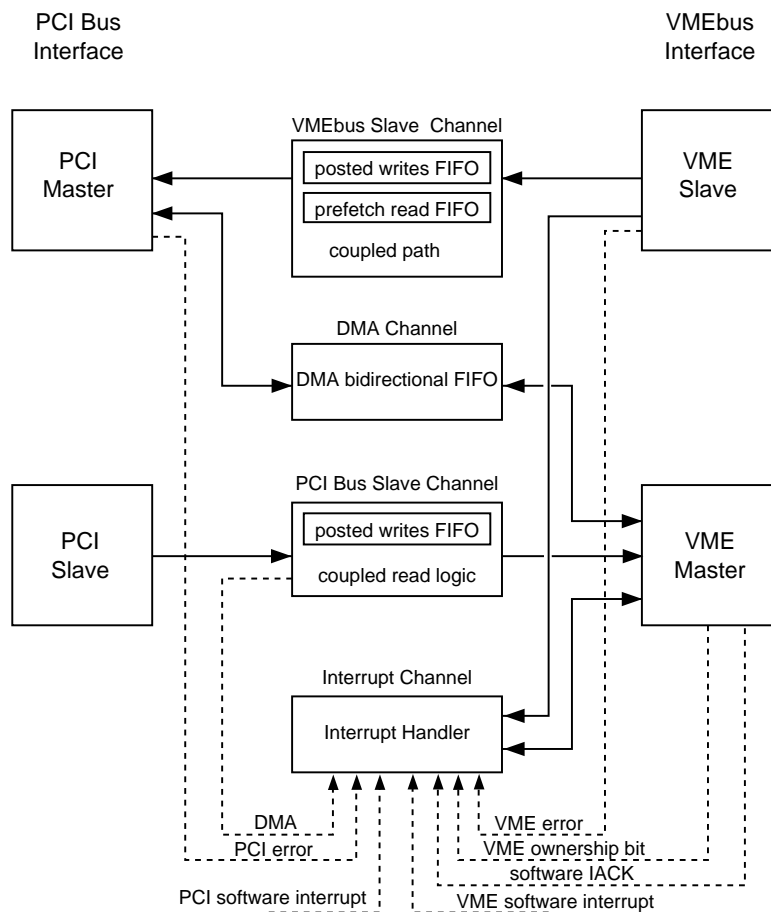 PCI Bus
Interface
VMEbus
Interface
VMEbus Slave Channel
PCI
Master
posted writes FIFO
prefetch read FIFO
coupled path
VME
Slave
DMA Channel
DMA bidirectional FIFO
PCI Bus Slave Channel
PCI
Slave
posted writes FIFO
coupled read logic
VME
Master
Interrupt Channel
Interrupt Handler
DMA
VME error
PCI error
VME ownership bit
software IACK
PCI software interrupt
VME software interrupt